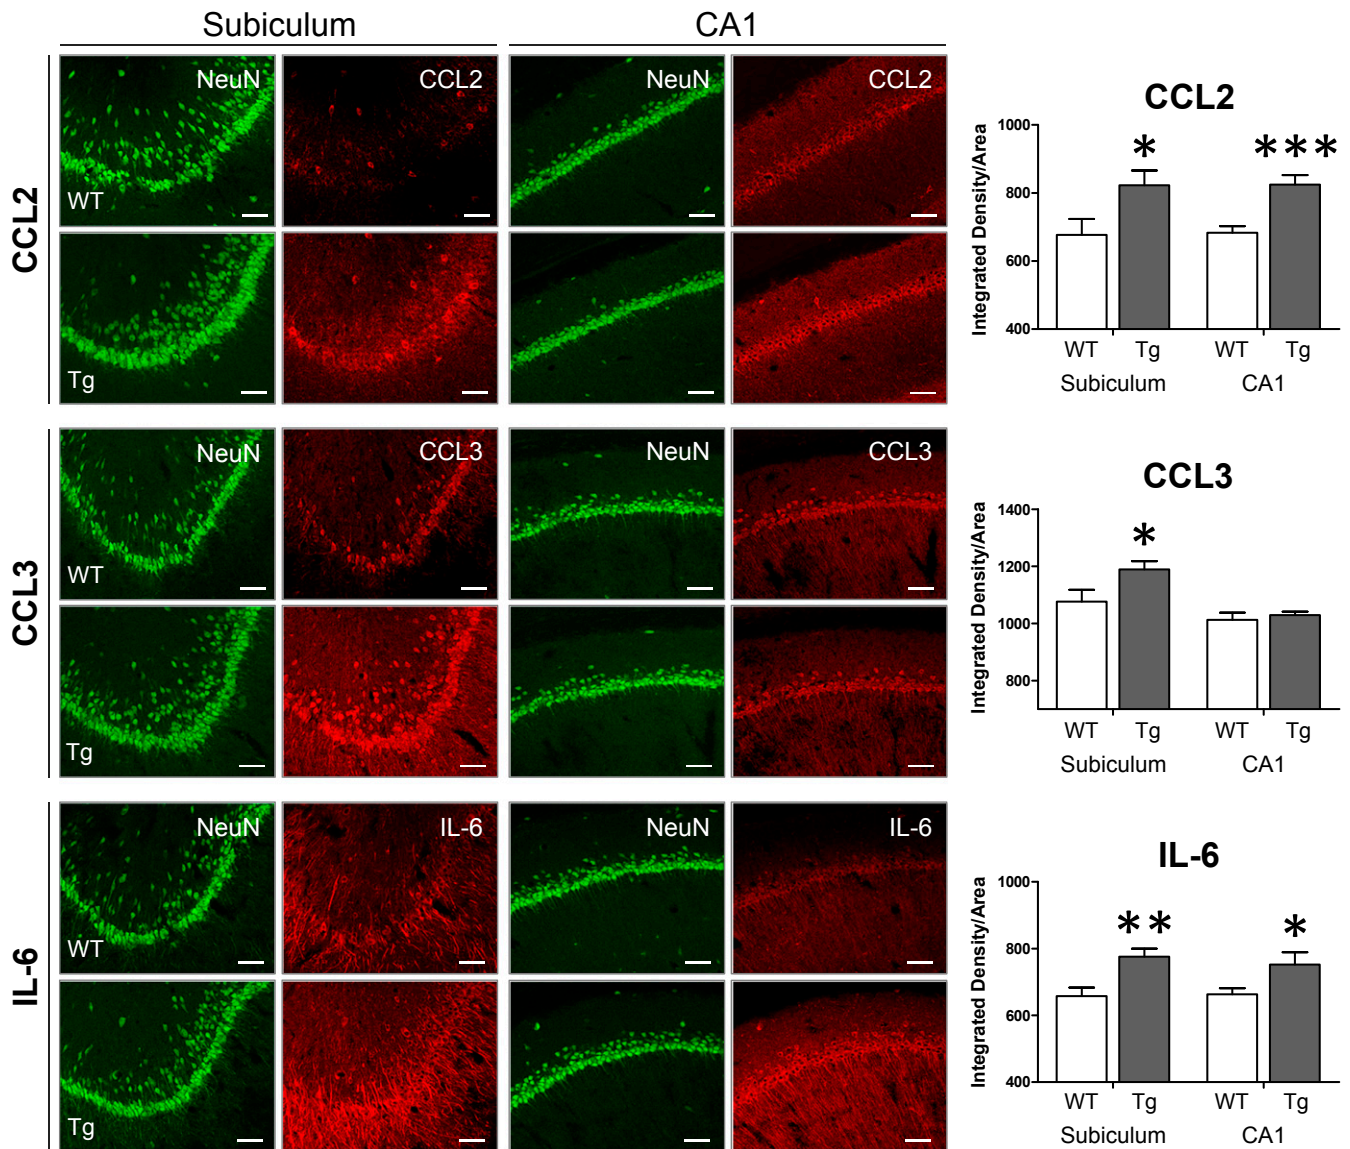 Subiculum CA1
CCL2
NeuN CCL2 NeuN CCL2
WT
Tg
CCL2
Integrated Density/Area
1000
800
600
400
* ***
WT Tg WT Tg
Subiculum CA1
CCL3
NeuN CCL3 NeuN CCL3
WT
Tg
CCL3
Integrated Density/Area
1400
1200
1000
800
*
WT Tg WT Tg
Subiculum CA1
IL-6
NeuN IL-6 NeuN IL-6
WT
Tg
IL-6
Integrated Density/Area
1000
800
600
400
** *
WT Tg WT Tg
Subiculum CA1